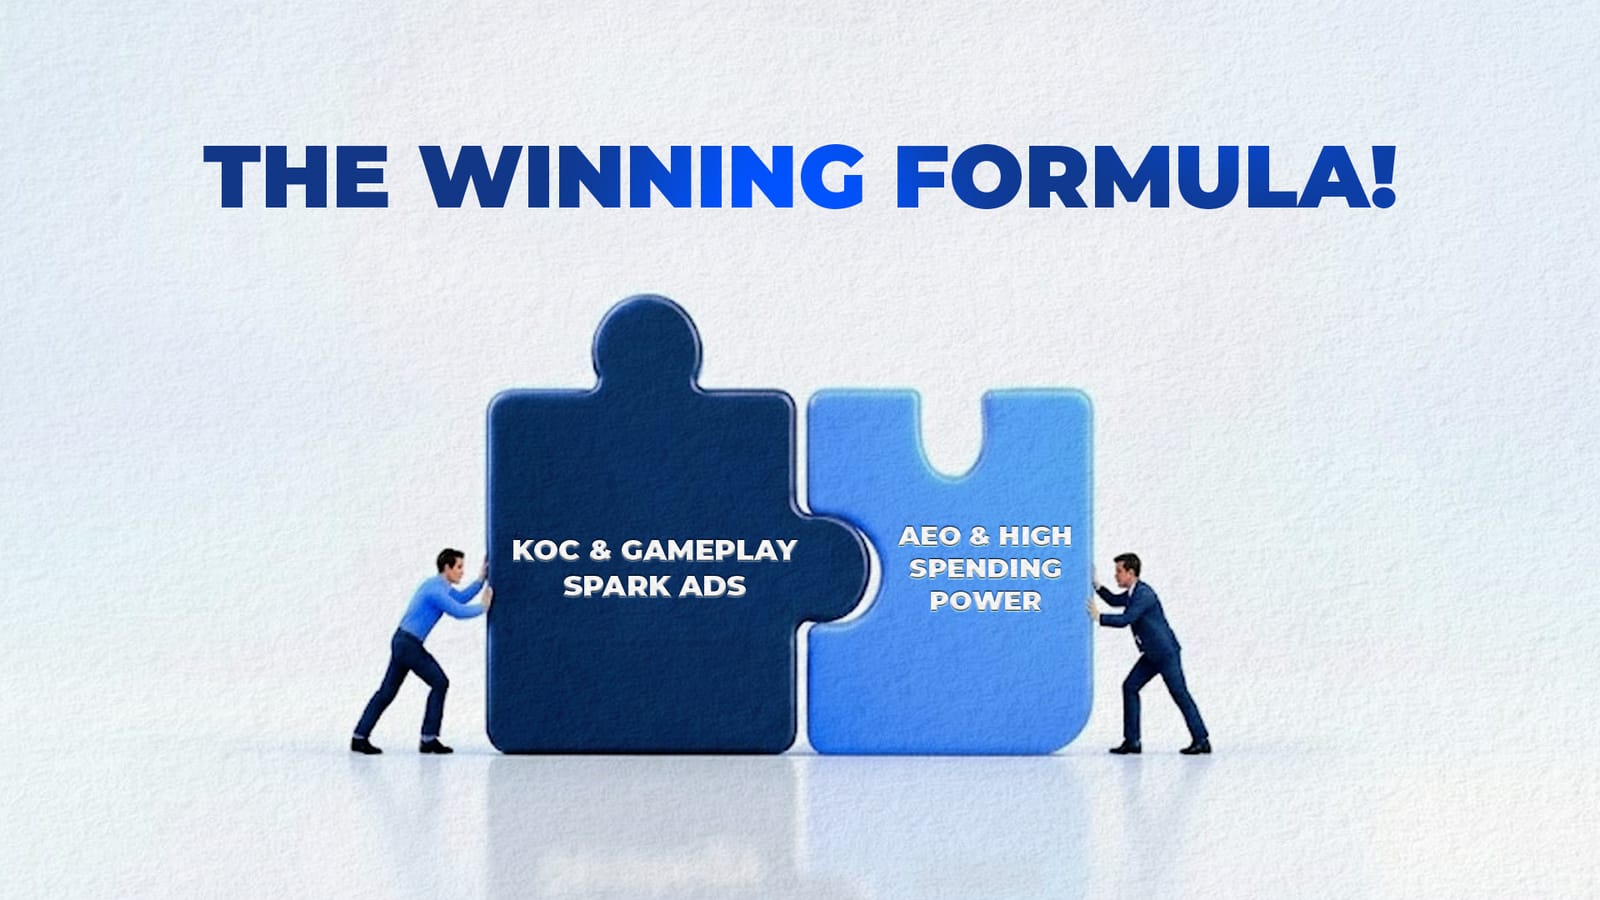 THE WINNING FORMULA!
KOC & GAMEPLAY
SPARK ADS
AEO & HIGH
SPENDING
POWER